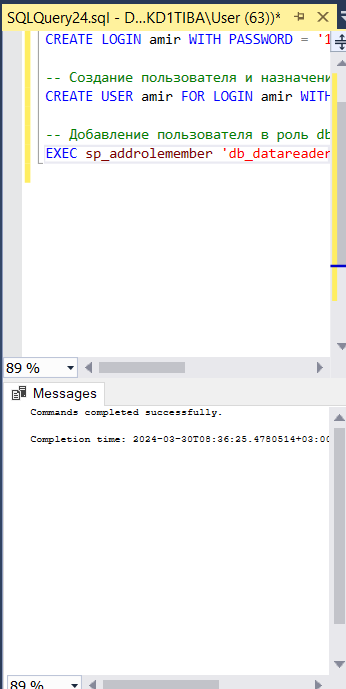 SQLQuery24.sql - D...KD1TIBA\User (63))*
CREATE LOGIN amir WITH PASSWORD = '1
-- Создание пользователя и назначени
CREATE USER amir FOR LOGIN amir WITH
-- Добавление пользователя в роль db
EXEC sp_addrolemember 'db_datareader
89 %
Messages
Commands completed successfully.
Completion time: 2024-03-30T08:36:25.4780514+03:00
89 %